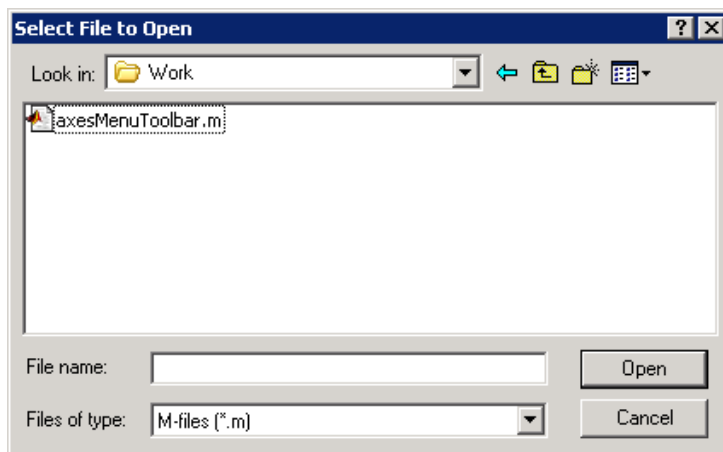 Select File to Open
Look in: Work
axesMenuToolbar.m
File name: Open
Files of type: M-files (*.m) Cancel